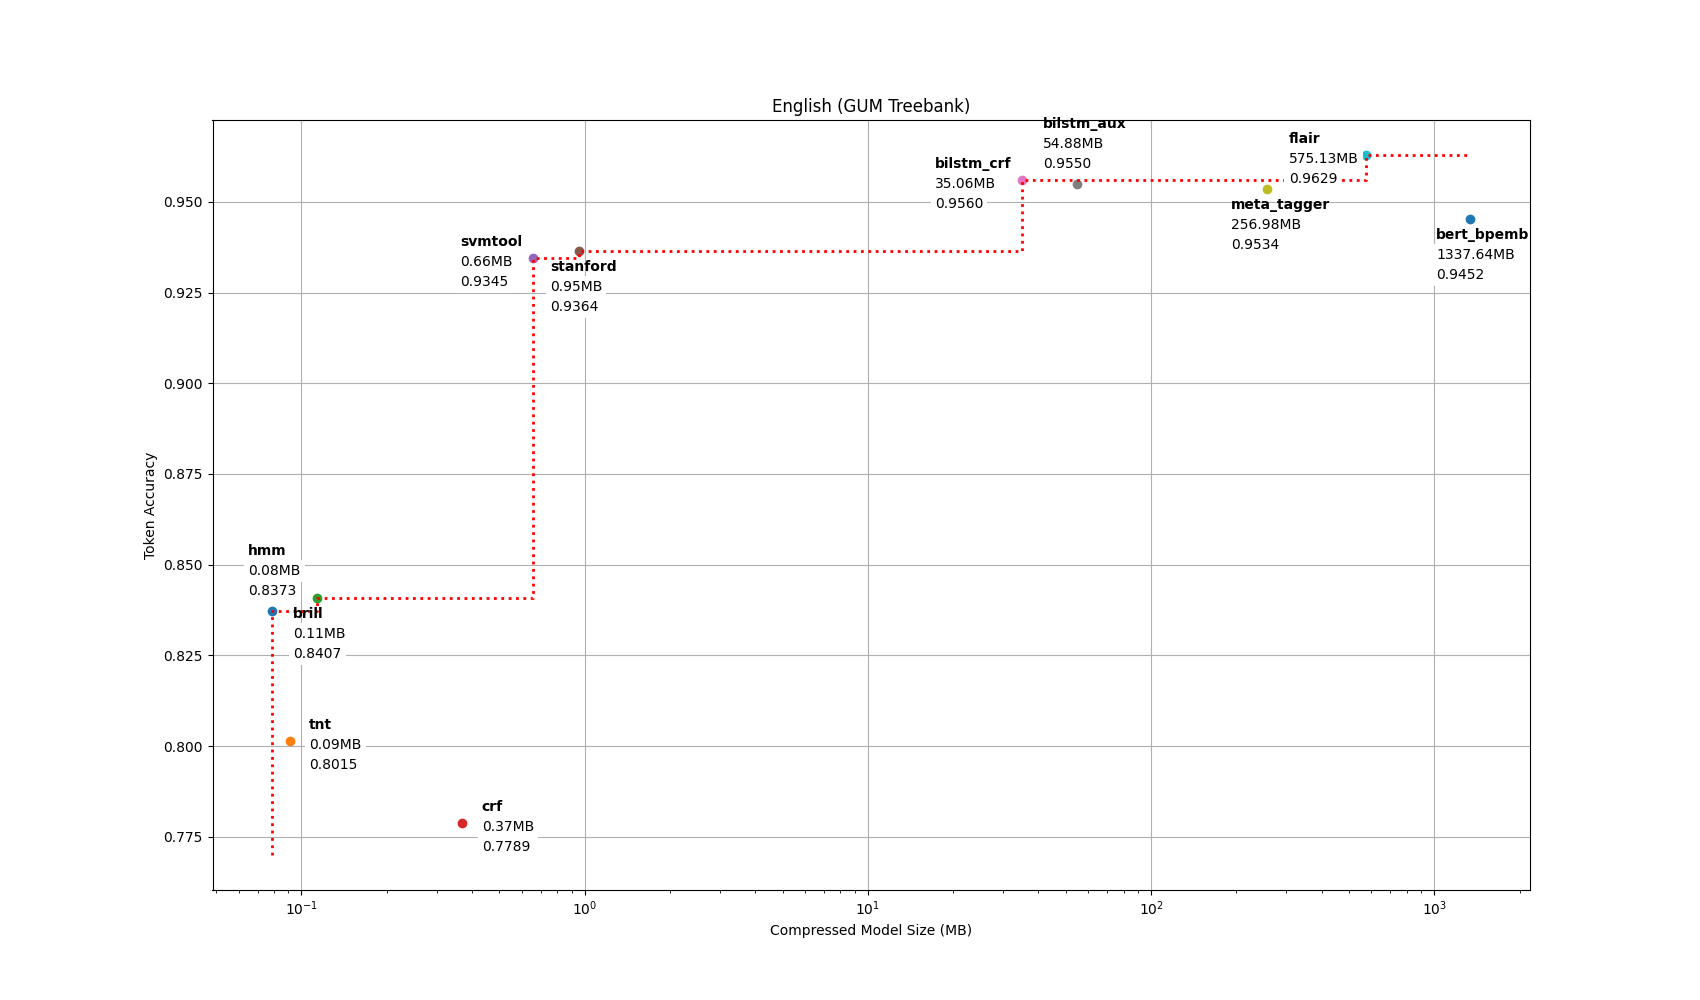 English (GUM Treebank)
bilstm_aux
54.88MB
0.9550
flair
575.13MB
0.9629
bilstm_crf
35.06MB
0.9560
meta_tagger
256.98MB
0.9534
bert_bpemb
1337.64MB
0.9452
svmtool
0.66MB
0.9345
stanford
0.95MB
0.9364
hmm
0.08MB
0.8373
brill
0.11MB
0.8407
tnt
0.09MB
0.8015
crf
0.37MB
0.7789
Token Accuracy
0.950
0.925
0.900
0.875
0.850
0.825
0.800
0.775
10⁻¹
10⁰
10¹
10²
10³
Compressed Model Size (MB)